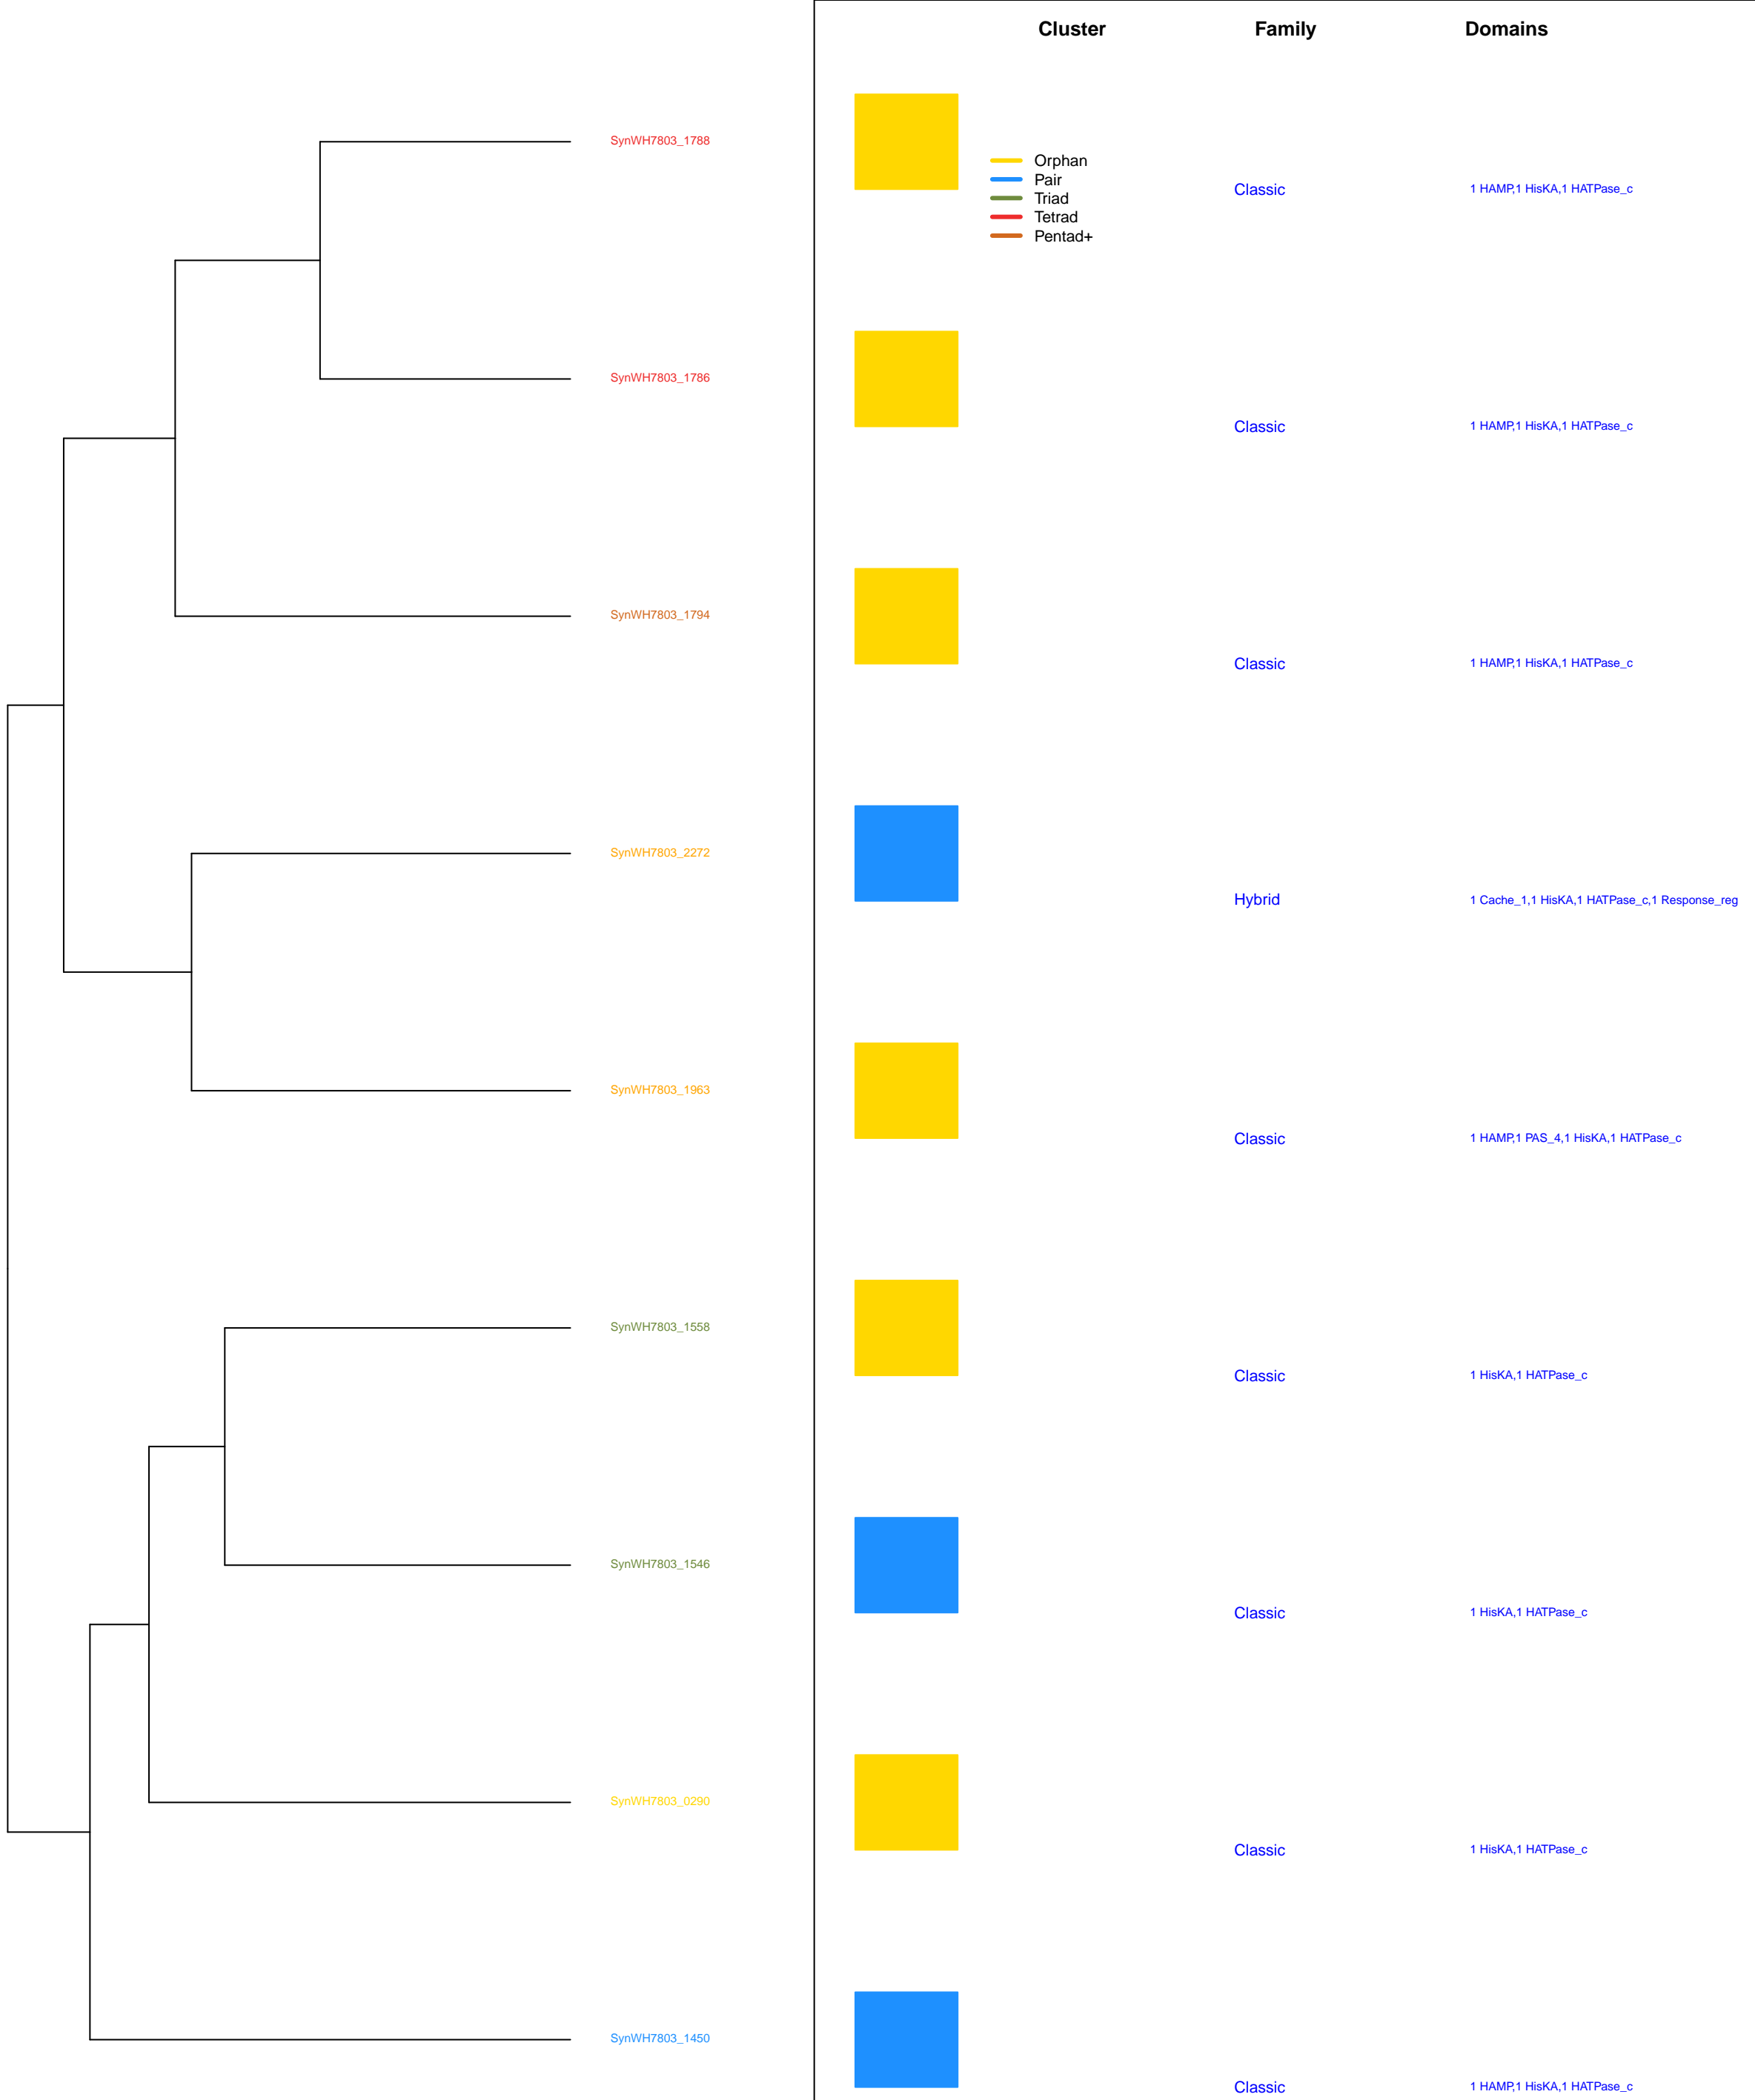 Cluster Family Domains
SynWH7803_1788
Orphan
Pair
Triad
Tetrad
Pentad+
Classic 1 HAMP,1 HisKA,1 HATPase_c
SynWH7803_1786
Classic 1 HAMP,1 HisKA,1 HATPase_c
SynWH7803_1794
Classic 1 HAMP,1 HisKA,1 HATPase_c
SynWH7803_2272
Hybrid 1 Cache_1,1 HisKA,1 HATPase_c,1 Response_reg
SynWH7803_1963
Classic 1 HAMP,1 PAS_4,1 HisKA,1 HATPase_c
SynWH7803_1558
Classic 1 HisKA,1 HATPase_c
SynWH7803_1546
Classic 1 HisKA,1 HATPase_c
SynWH7803_0290
Classic 1 HisKA,1 HATPase_c
SynWH7803_1450
Classic 1 HAMP,1 HisKA,1 HATPase_c